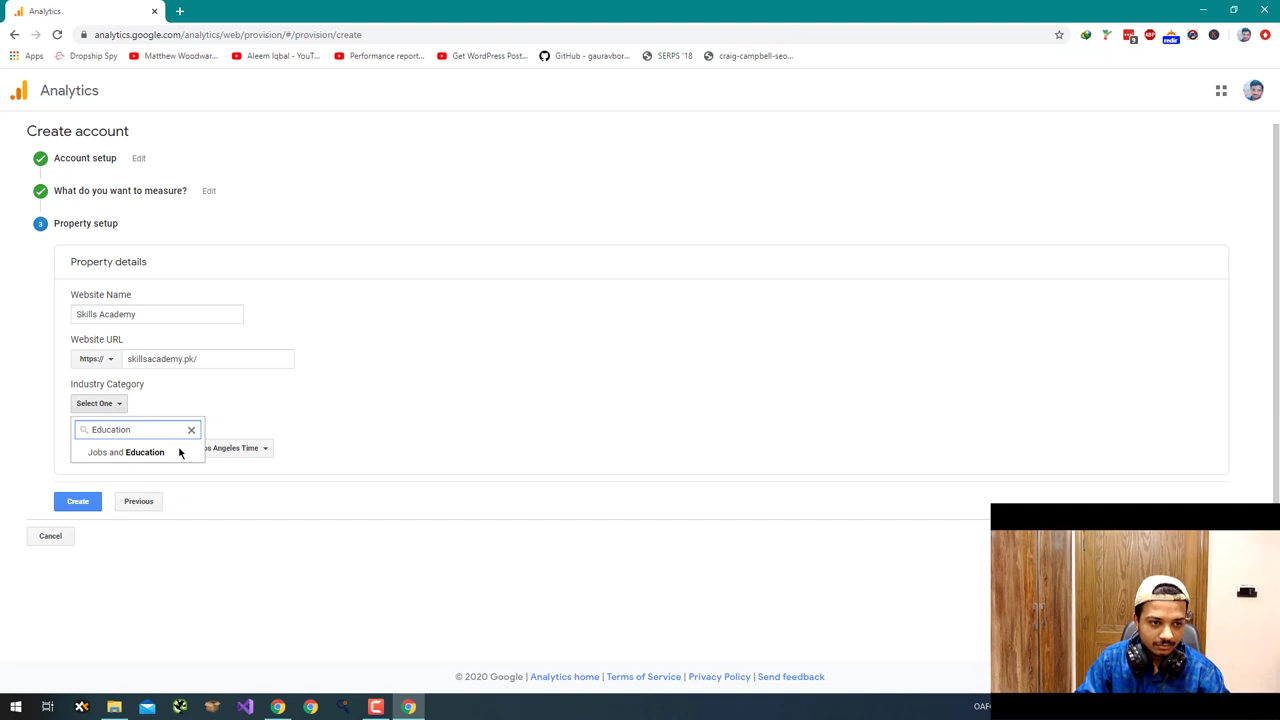 Analytics
analytics.google.com/analytics/web/provision/#/provision/create
Apps
Dropship Spy
Matthew Woodwar...
Aleem Iqbal - YouT...
Performance report...
Get WordPress Post...
GitHub - gauravbor...
SERPS '18
craig-campbell-seo...
Analytics
Create account
Account setup Edit
What do you want to measure? Edit
3 Property setup
Property details
Website Name
Skills Academy
Website URL
https:// skillsacademy.pk/
Industry Category
Select One
Education
os Angeles Time
Jobs and Education
Create Previous
Cancel
© 2020 Google | Analytics home | Terms of Service | Privacy Policy | Send feedback